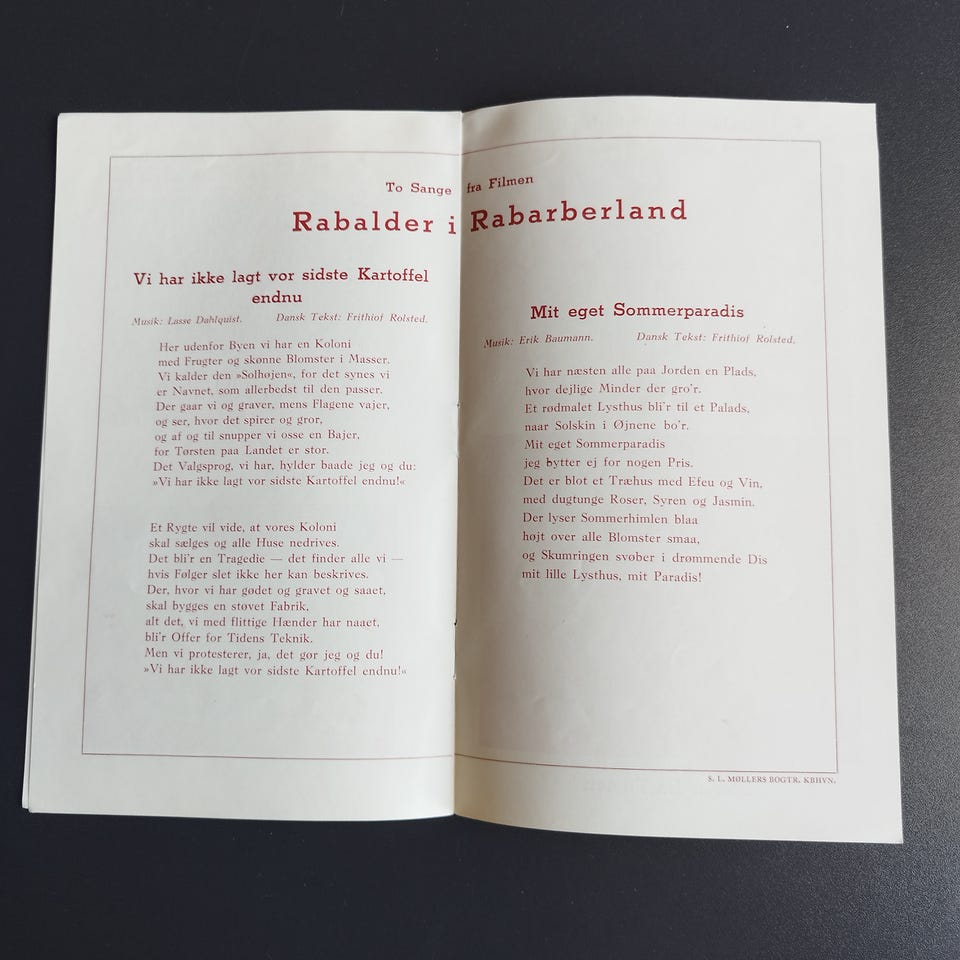 To Sange fra Filmen
Rabalder i Rabarberland
Vi har ikke lagt vor sidste Kartoffel
endnu
Musik: Lasse Dahlquist. Dansk Tekst: Frithiof Rolsted.
Her udenfor Byen vi har en Koloni
med Frugter og skønne Blomster i Masser.
Vi kalder den »Solhøjen«, for det synes vi
er Navnet, som allerbedst til den passer.
Der gaar vi og graver, mens Flagene vajer,
og ser, hvor det spirer og gror,
og af og til snupper vi osse en Bajer,
for Tørsten paa Landet er stor.
Det Valgsprog, vi har, hylder baade jeg og du:
»Vi har ikke lagt vor sidste Kartoffel endnu!«
Et Rygte vil vide, at vores Koloni
skal sælges og alle Huse nedrives.
Det bli'r en Tragedie — det finder alle vi —
hvis Følger slet ikke her kan beskrives.
Der, hvor vi har gødet og gravet og saaet,
skal bygges en støvet Fabrik,
alt det, vi med flittige Hænder har naaet,
bli'r Offer for Tidens Teknik.
Men vi protesterer, ja, det gør jeg og du!
»Vi har ikke lagt vor sidste Kartoffel endnu!«
Mit eget Sommerparadis
Musik: Erik Baumann. Dansk Tekst: Frithiof Rolsted.
Vi har næsten alle paa Jorden en Plads,
hvor dejlige Minder der gro'r.
Et rødmalet Lysthus bli'r til et Palads,
naar Solskin i Øjnene bo'r.
Mit eget Sommerparadis
jeg bytter ej for nogen Pris.
Det er blot et Træhus med Efeu og Vin,
med dugtunge Roser, Syren og Jasmin.
Der lyser Sommerhimlen blaa
højt over alle Blomster smaa,
og Skumringen svøber i drømmende Dis
mit lille Lysthus, mit Paradis!
S. L. MØLLERS BOGTR. KBHVN.